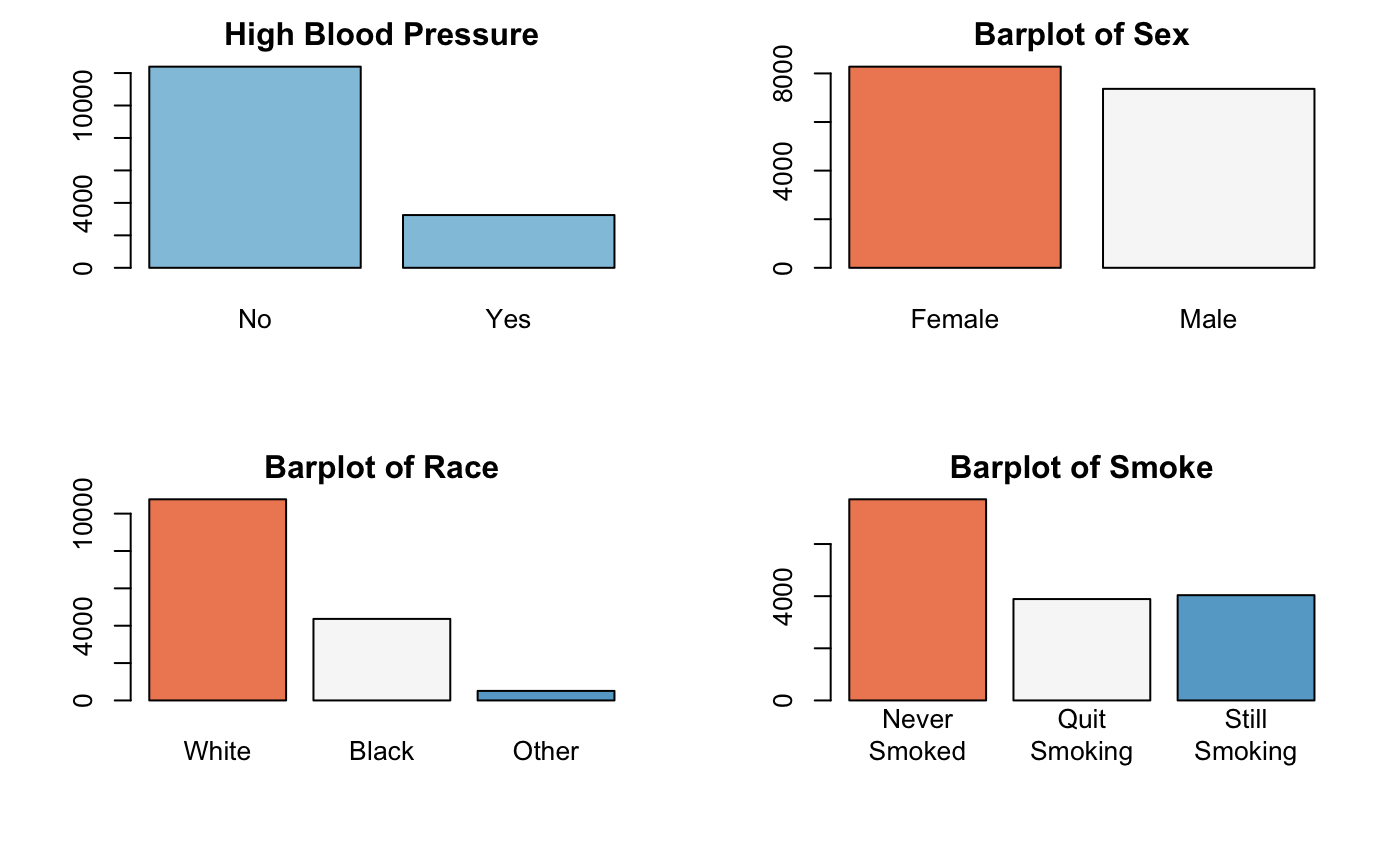 High Blood Pressure
10000
4000
0
No Yes
Barplot of Sex
8000
4000
0
Female Male
Barplot of Race
10000
4000
0
White Black Other
Barplot of Smoke
4000
0
Never Quit Still
Smoked Smoking Smoking